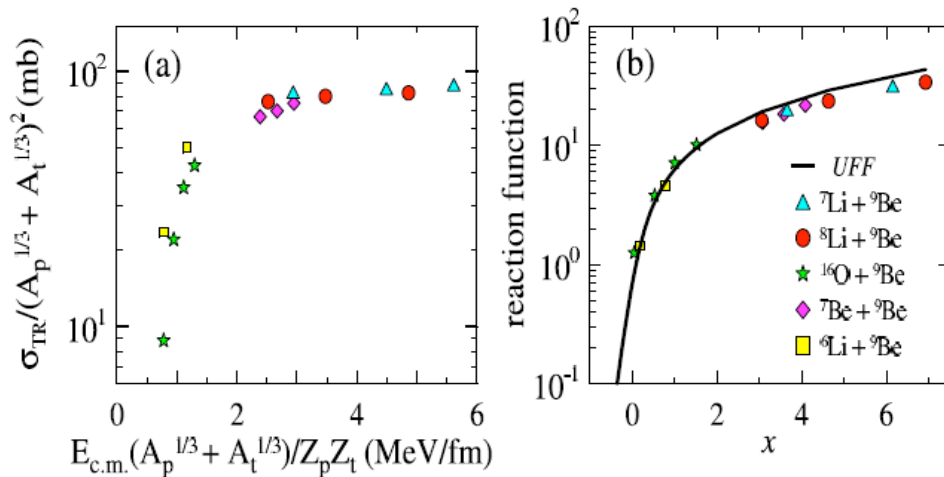 (a)
σ_TR/(A_p^1/3 + A_t^1/3)^2 (mb)
10^2
10^1
0 2 4 6
E_c.m.(A_p^1/3 + A_t^1/3)/Z_pZ_t (MeV/fm)
(b)
reaction function
10^2
10^1
10^0
10^-1
0 2 4 6
x
UFF
^7Li + ^9Be
^8Li + ^9Be
^16O + ^9Be
^7Be + ^9Be
^6Li + ^9Be